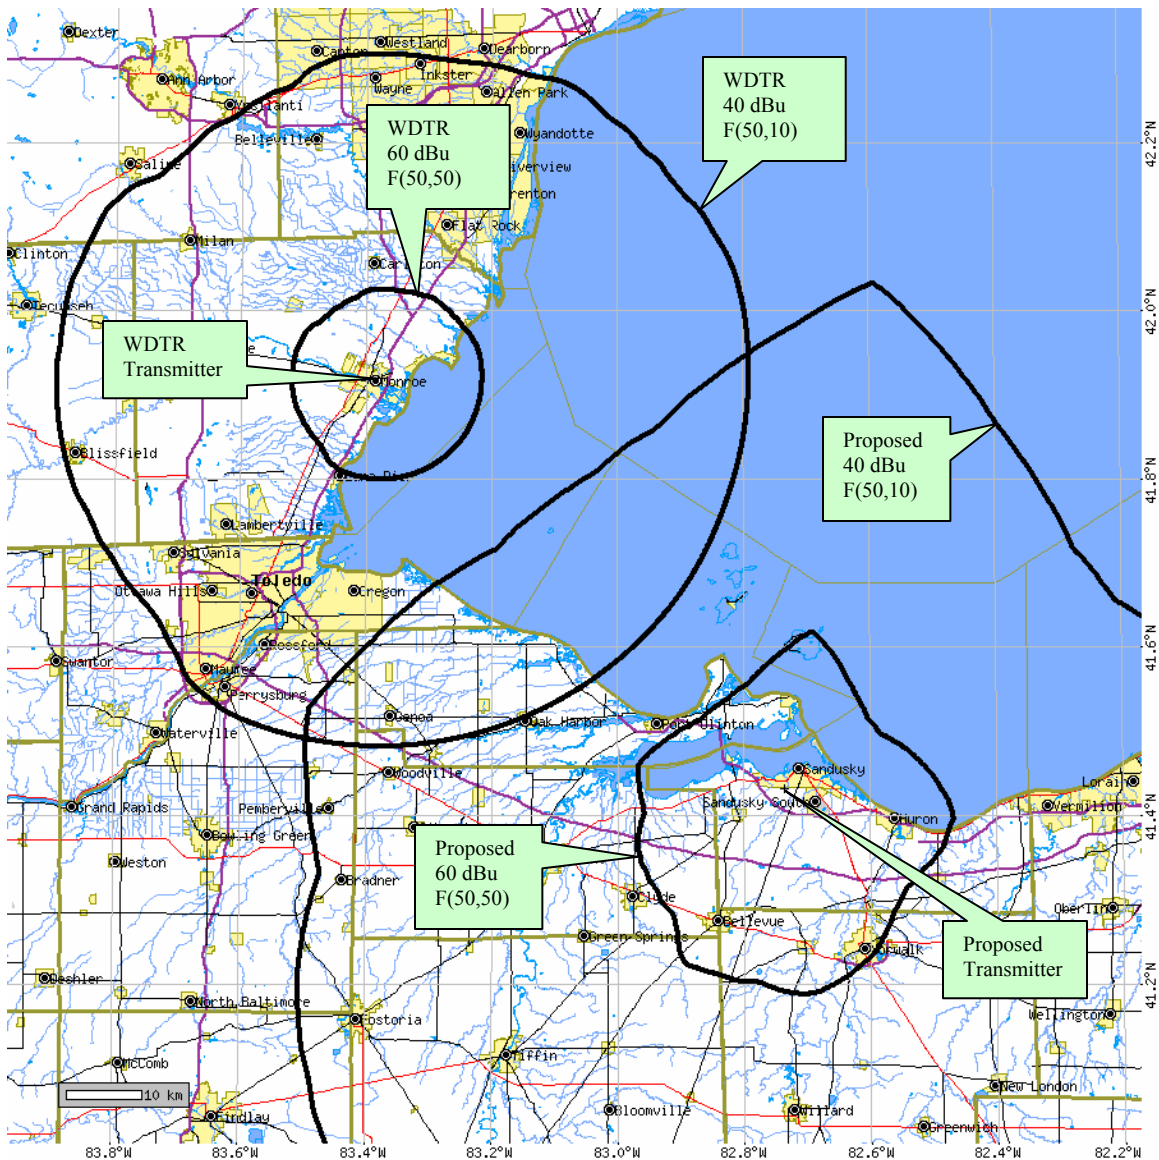 Dexter
Westland
Canton
Dearborn
Inkster
Ann Arbor
Wayne
Allen Park
Ypsilanti
WDTR
40 dBu
F(50,10)
WDTR
60 dBu
F(50,50)
Belleville
Wyandotte
Saline
iverview
renton
42.2°N
Flat Rock
Milan
Clinton
Tecumseh
42.0°N
WDTR
Transmitter
Monroe
Blissfield
Proposed
40 dBu
F(50,10)
41.8°N
Lambertville
Sylvania
Toledo
Ottawa Hills
Oregon
Rossford
Swanton
Maumee
41.6°N
Perrysburg
Genoa
Oak Harbor
Port Clinton
Waterville
Woodville
Sandusky
Lorain
Grand Rapids
Pemberville
Sandusky South
Vermilion
41.4°N
Huron
Bowling Green
Proposed
60 dBu
F(50,50)
Weston
Bradner
Clyde
Oberlin
Bellevue
Green Springs
Norwalk
Proposed
Transmitter
Deshler
41.2°N
North Baltimore
Fostoria
Wellington
McComb
Tiffin
New London
10 km
Findlay
Bloomville
Willard
Greenwich
83.8°W
83.6°W
83.4°W
83.2°W
83.0°W
82.8°W
82.6°W
82.4°W
82.2°W